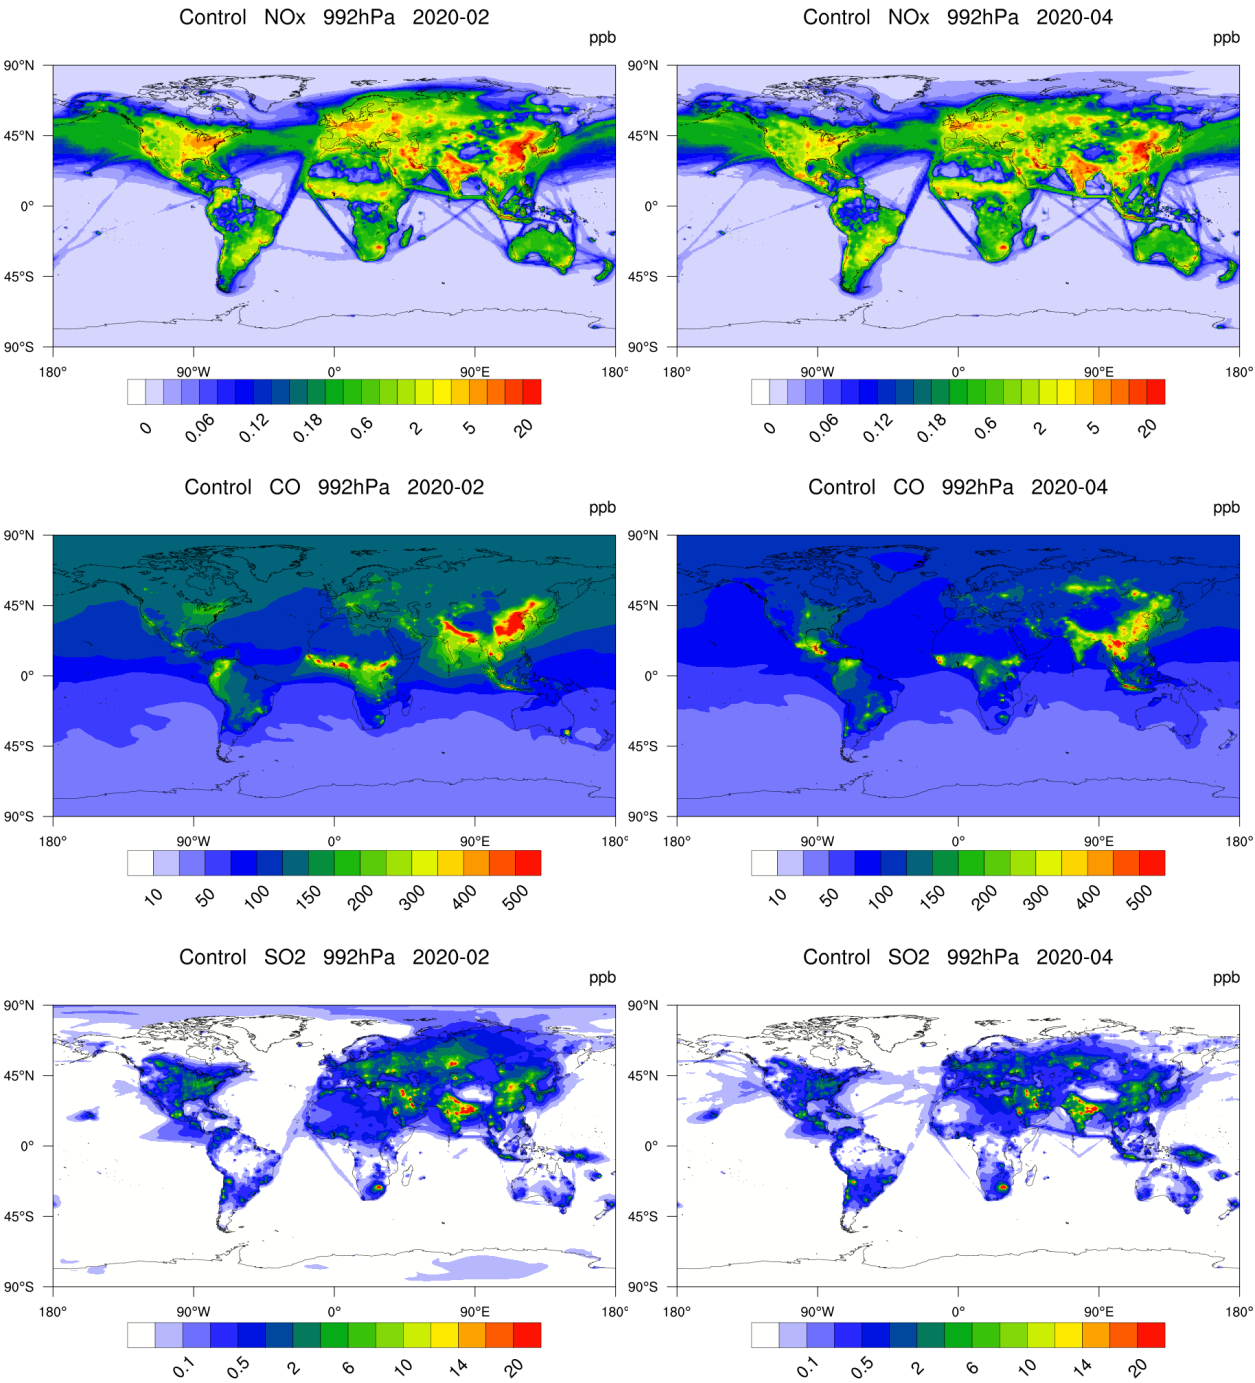 Control NOx 992hPa 2020-02
ppb
90°N
45°N
0°
45°S
90°S
180° 90°W 0° 90°E 180°
0 0.06 0.12 0.18 0.6 2 5 20
Control NOx 992hPa 2020-04
ppb
90°N
45°N
0°
45°S
90°S
180° 90°W 0° 90°E 180°
0 0.06 0.12 0.18 0.6 2 5 20
Control CO 992hPa 2020-02
ppb
90°N
45°N
0°
45°S
90°S
180° 90°W 0° 90°E 180°
10 50 100 150 200 300 400 500
Control CO 992hPa 2020-04
ppb
90°N
45°N
0°
45°S
90°S
180° 90°W 0° 90°E 180°
10 50 100 150 200 300 400 500
Control SO2 992hPa 2020-02
ppb
90°N
45°N
0°
45°S
90°S
180° 90°W 0° 90°E 180°
0.1 0.5 2 6 10 14 20
Control SO2 992hPa 2020-04
ppb
90°N
45°N
0°
45°S
90°S
180° 90°W 0° 90°E 180°
0.1 0.5 2 6 10 14 20